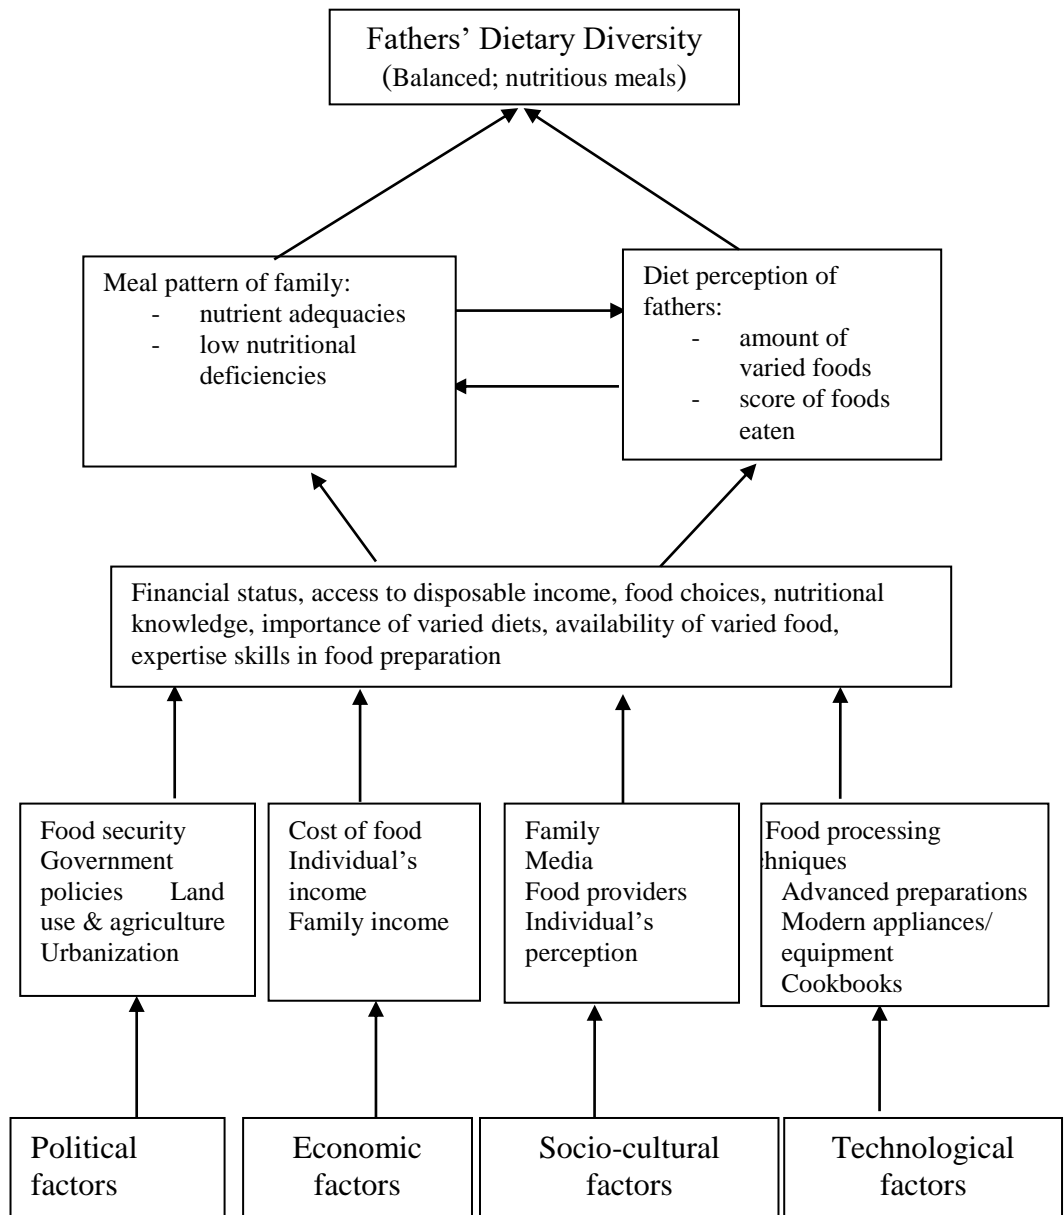 Fathers’ Dietary Diversity
(Balanced; nutritious meals)
Meal pattern of family:
- nutrient adequacies
- low nutritional
deficiencies
Diet perception of
fathers:
- amount of
varied foods
- score of foods
eaten
Financial status, access to disposable income, food choices, nutritional
knowledge, importance of varied diets, availability of varied food,
expertise skills in food preparation
Food security
Government
policies Land
use & agriculture
Urbanization
Cost of food
Individual’s
income
Family income
Family
Media
Food providers
Individual’s
perception
Food processing
chniques
Advanced preparations
Modern appliances/
equipment
Cookbooks
Political
factors
Economic
factors
Socio-cultural
factors
Technological
factors